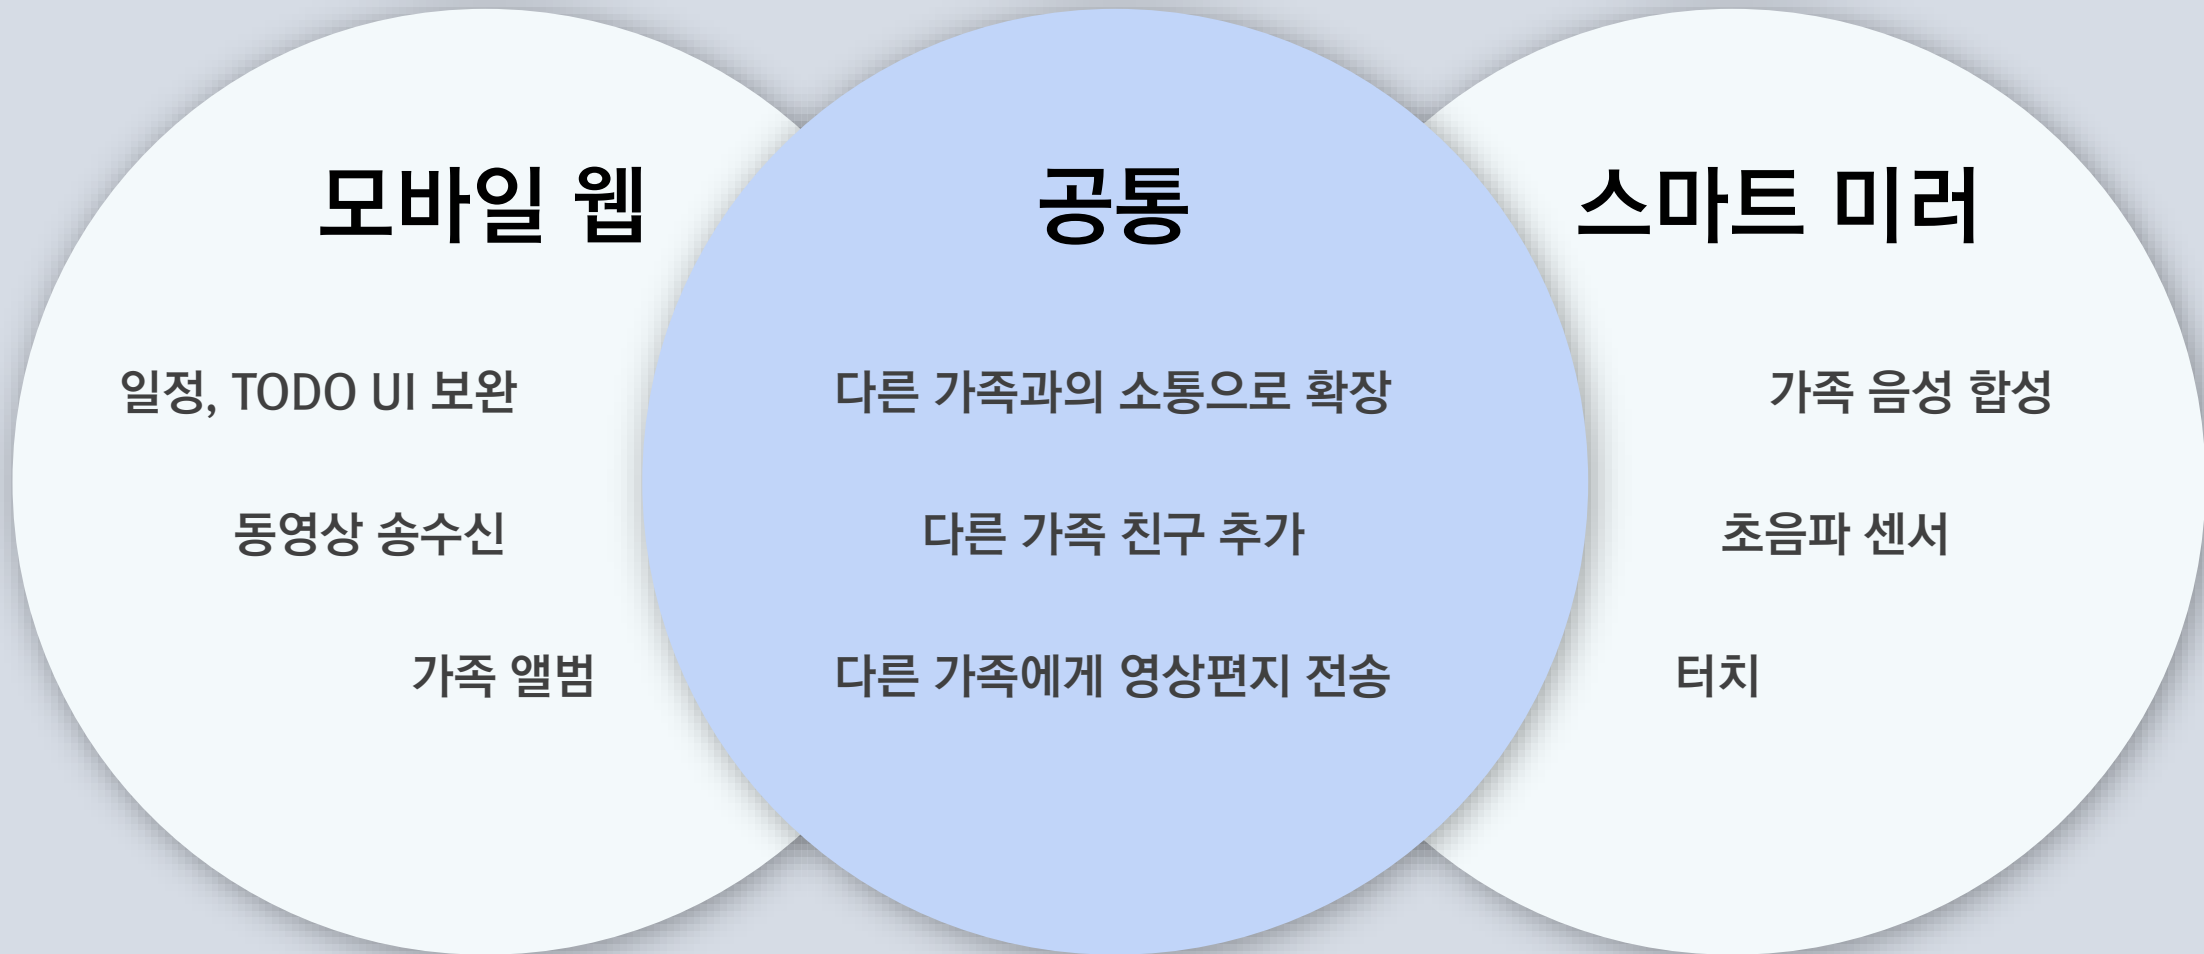 모바일 웹
일정, TODO UI 보완
동영상 송수신
가족 앨범
공통
다른 가족과의 소통으로 확장
다른 가족 친구 추가
다른 가족에게 영상편지 전송
스마트 미러
가족 음성 합성
초음파 센서
터치